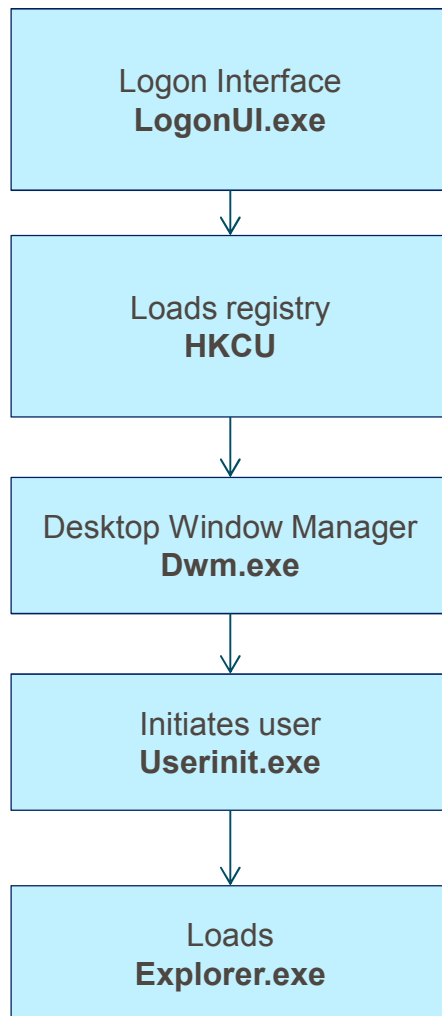 Logon Interface
LogonUI.exe
Loads registry
HKCU
Desktop Window Manager
Dwm.exe
Initiates user
Userinit.exe
Loads
Explorer.exe